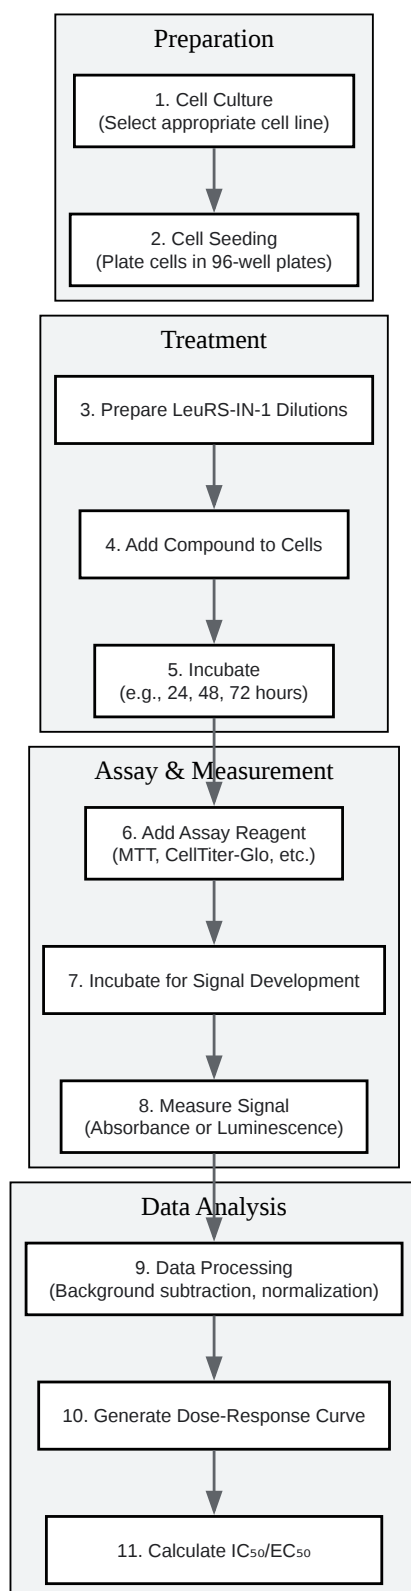 Preparation
1. Cell Culture
(Select appropriate cell line)
2. Cell Seeding
(Plate cells in 96-well plates)
Treatment
3. Prepare LeuRS-IN-1 Dilutions
4. Add Compound to Cells
5. Incubate
(e.g., 24, 48, 72 hours)
Assay & Measurement
6. Add Assay Reagent
(MTT, CellTiter-Glo, etc.)
7. Incubate for Signal Development
8. Measure Signal
(Absorbance or Luminescence)
Data Analysis
9. Data Processing
(Background subtraction, normalization)
10. Generate Dose-Response Curve
11. Calculate IC₅₀/EC₅₀